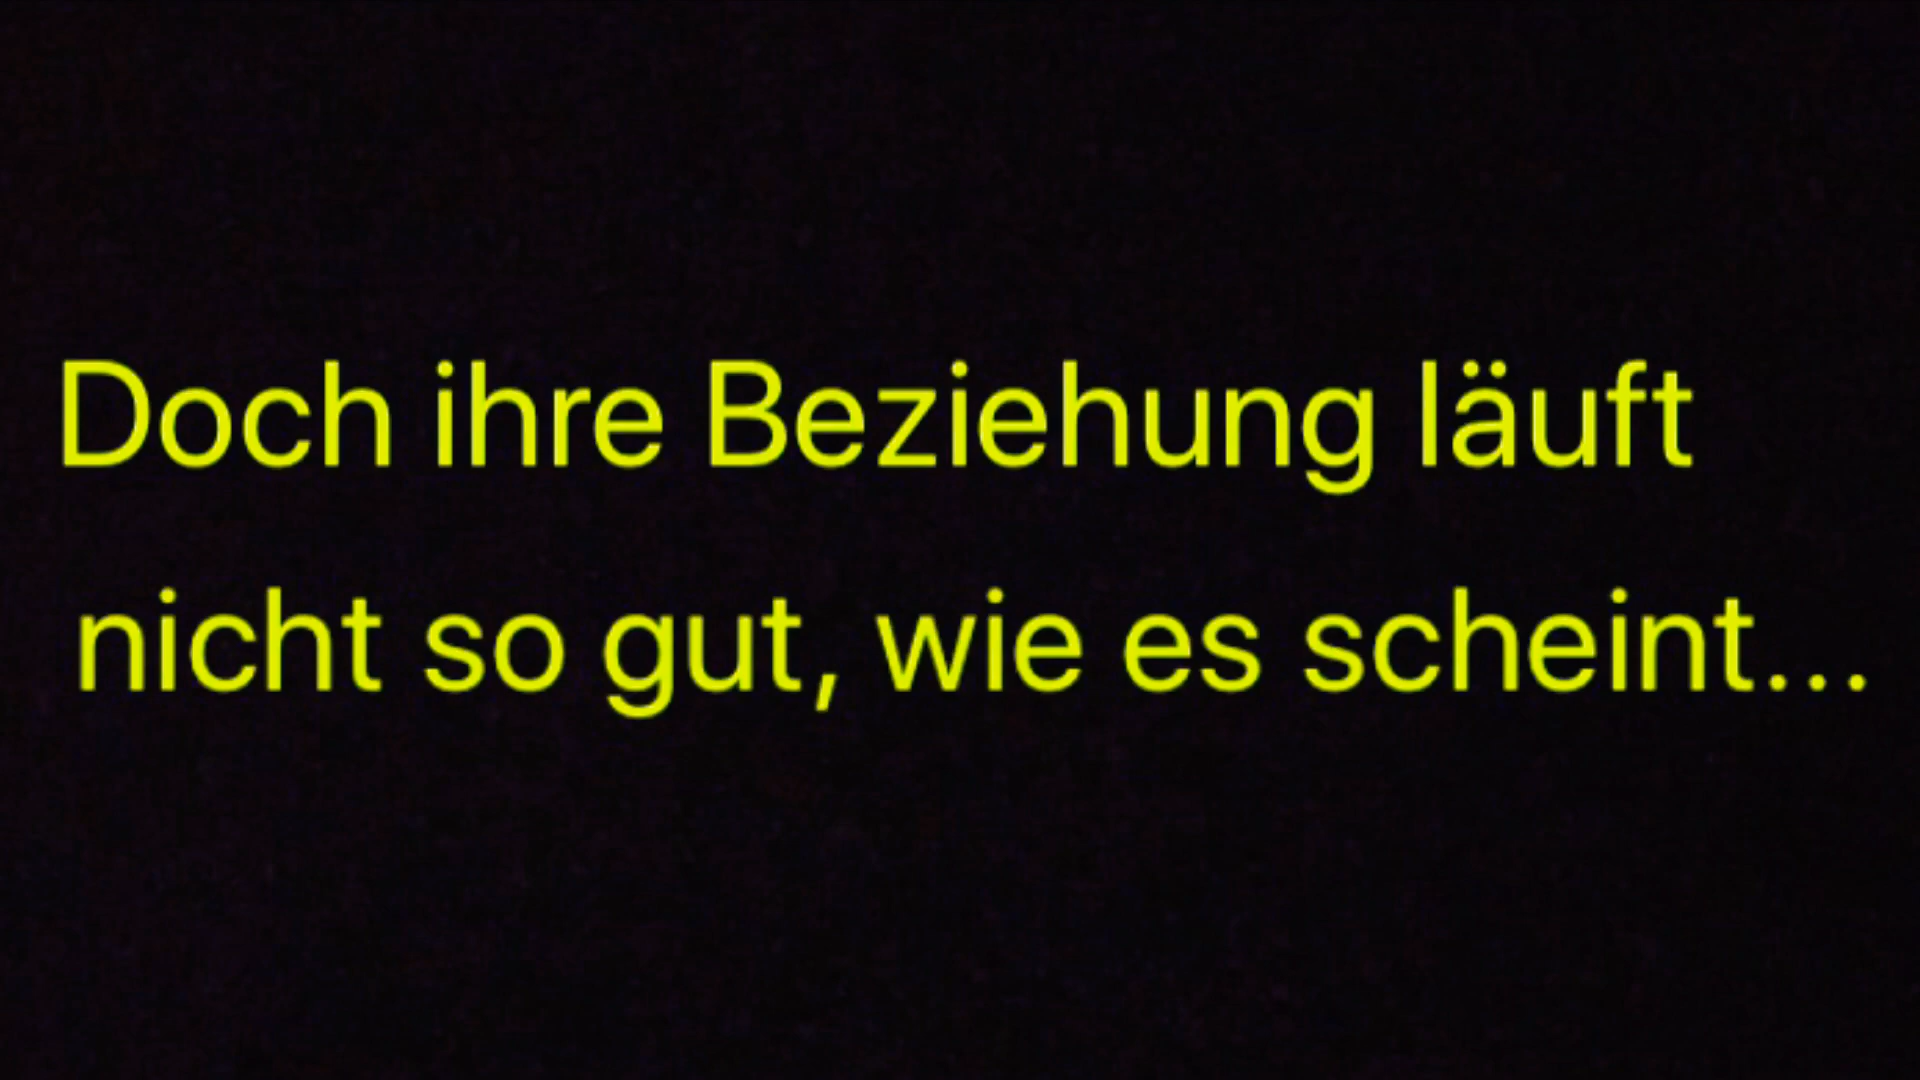 Doch ihre Beziehung läuft
nicht so gut, wie es scheint...